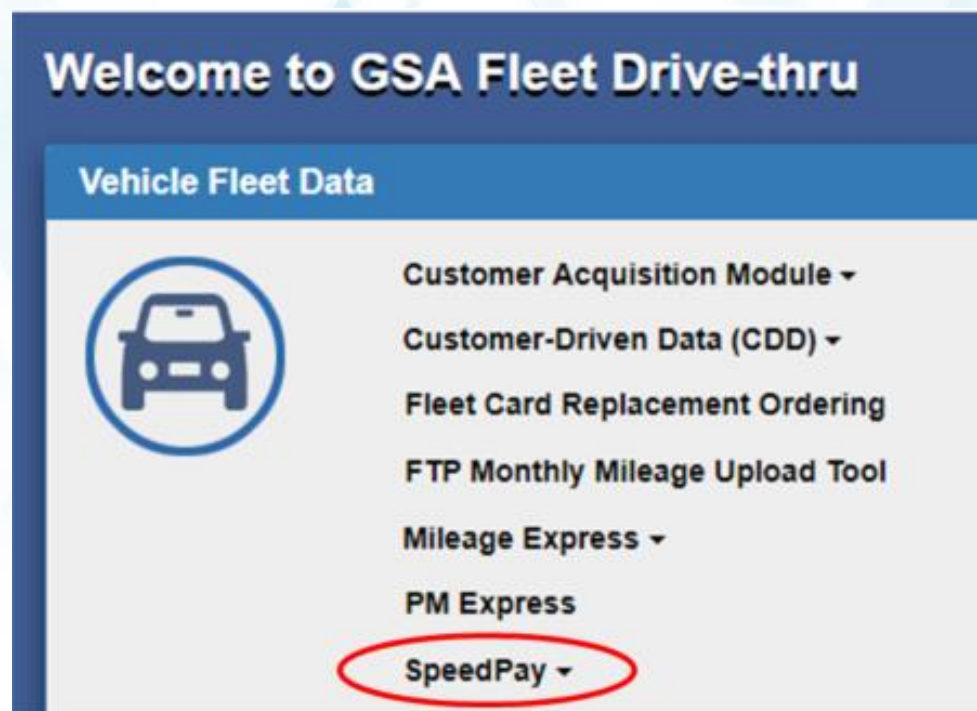 Welcome to GSA Fleet Drive-thru
Vehicle Fleet Data
Customer Acquisition Module
Customer-Driven Data (CDD)
Fleet Card Replacement Ordering
FTP Monthly Mileage Upload Tool
Mileage Express
PM Express
SpeedPay